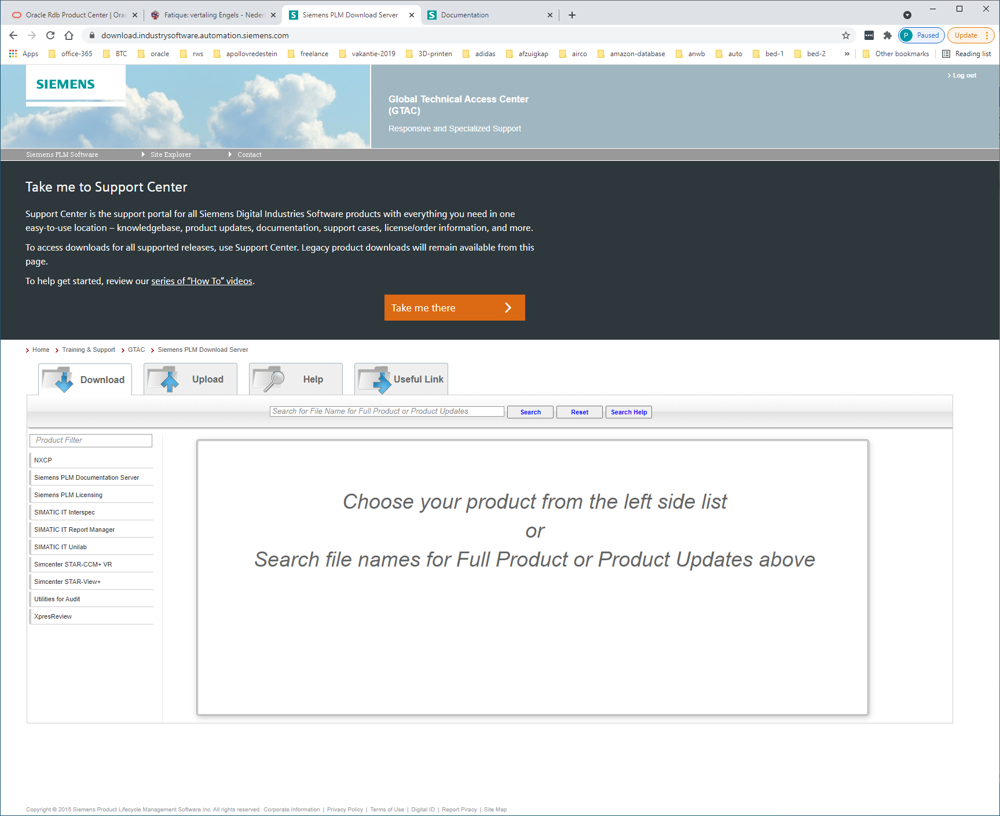 Oracle Rdb Product Center | Orac
Fatique: vertaling Engels - Neder
Siemens PLM Download Server
Documentation
download.industrysoftware.automation.siemens.com
P Paused
Update
Apps office-365 BTC oracle rws apollovredestein freelance vakantie-2019 3D-printen adidas afzuigkap airco amazon-database anwb auto bed-1 bed-2 » Other bookmarks Reading list
SIEMENS
Log out
Global Technical Access Center
(GTAC)
Responsive and Specialized Support
Siemens PLM Software Site Explorer Contact
Take me to Support Center
Support Center is the support portal for all Siemens Digital Industries Software products with everything you need in one
easy-to-use location – knowledgebase, product updates, documentation, support cases, license/order information, and more.
To access downloads for all supported releases, use Support Center. Legacy product downloads will remain available from this
page.
To help get started, review our series of “How To” videos.
Take me there
Home Training & Support GTAC Siemens PLM Download Server
Download Upload Help Useful Link
Search for File Name for Full Product or Product Updates Search Reset Search Help
Product Filter
NXCP
Siemens PLM Documentation Server
Siemens PLM Licensing
SIMATIC IT Interspec
SIMATIC IT Report Manager
SIMATIC IT Unilab
Simcenter STAR-CCM+ VR
Simcenter STAR-View+
Utilities for Audit
XpresReview
Choose your product from the left side list
or
Search file names for Full Product or Product Updates above
Copyright © 2015 Siemens Product Lifecycle Management Software Inc. All rights reserved. Corporate Information | Privacy Policy | Terms of Use | Digital ID | Report Piracy | Site Map